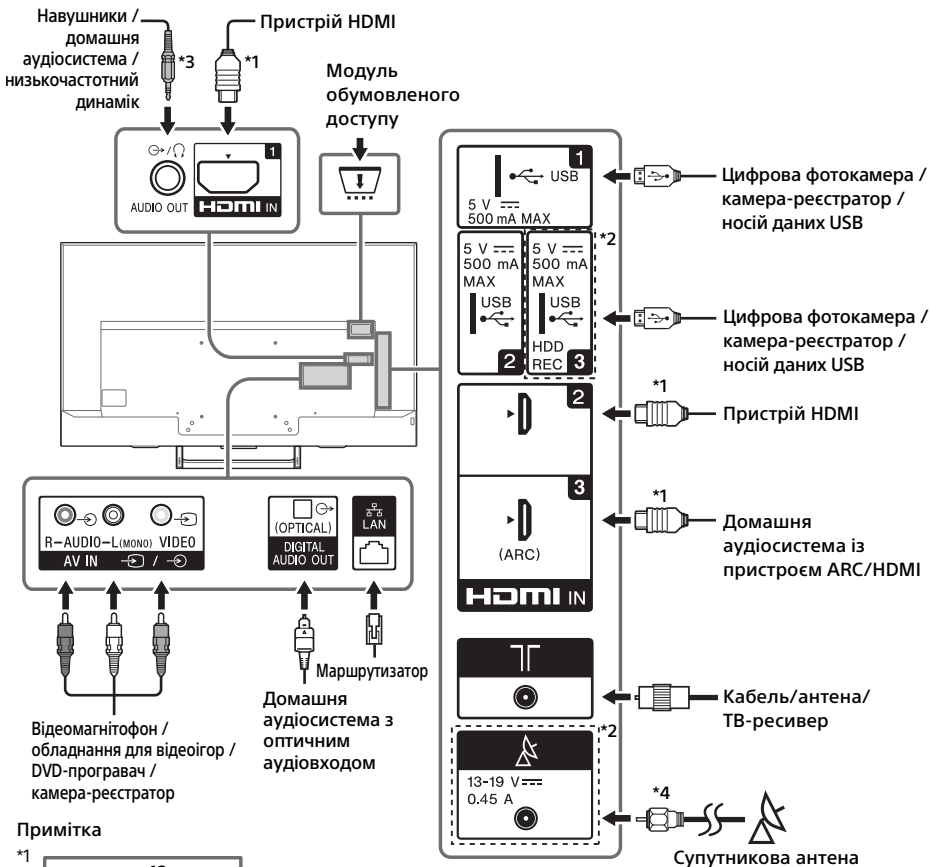 Навушники /
домашня
аудіосистема /
низькочастотний
динамік
*3
Пристрій HDMI
*1
Модуль
обумовленого
доступу
AUDIO OUT
1
HDMI IN
1
USB
5 V
500 mA MAX
Цифрова фотокамера /
камера-реєстратор /
носій даних USB
*2
5 V
500 mA
MAX
USB
2
5 V
500 mA
MAX
USB
HDD
REC 3
Цифрова фотокамера /
камера-реєстратор /
носій даних USB
2
*1
Пристрій HDMI
3
(ARC)
HDMI IN
*1
Домашня
аудіосистема із
пристроєм ARC/HDMI
R-AUDIO-L(MONO) VIDEO
AV IN /
(OPTICAL)
DIGITAL
AUDIO OUT
LAN
Маршрутизатор
Відеомагнітофон /
обладнання для відеоігор /
DVD-програвач /
камера-реєстратор
Домашня
аудіосистема з
оптичним
аудіовходом
Кабель/антена/
ТВ-ресивер
*2
13-19 V
0.45 A
*4
Супутникова антена
Примітка
*1